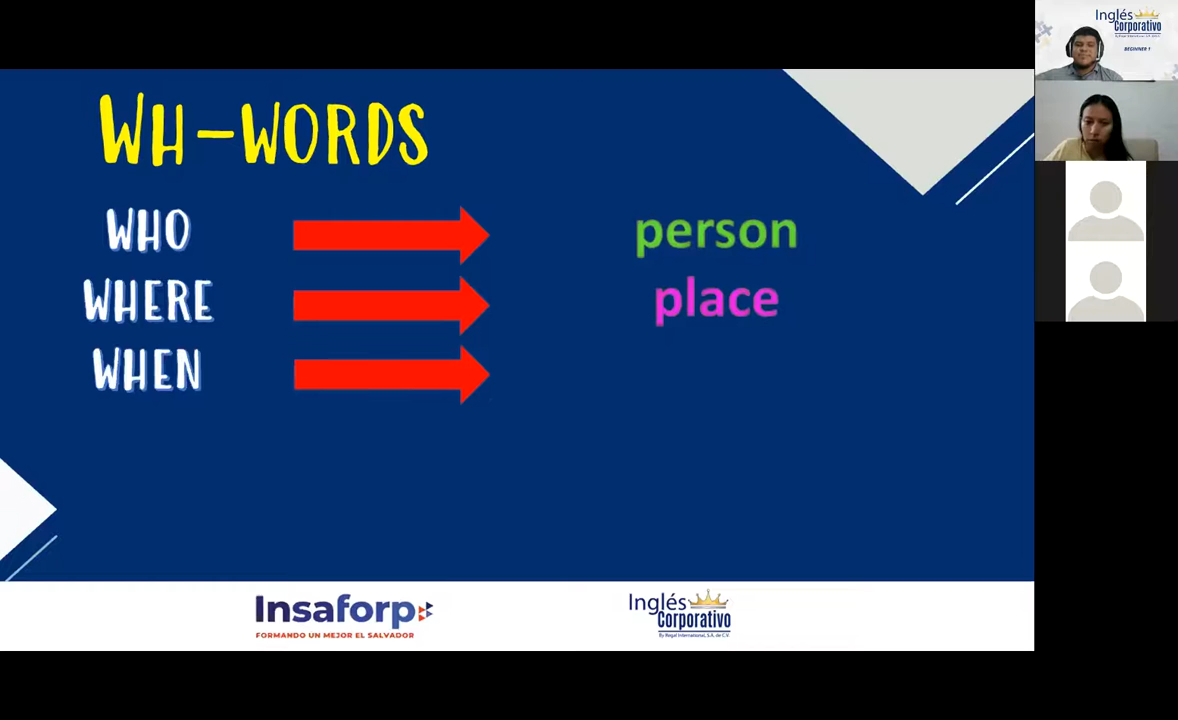 WH-WORDS
WHO person
WHERE place
WHEN
Insaforp
FORMANDO UN MEJOR EL SALVADOR
Inglés
Corporativo
By Regal International, S.A. de C.V.
Inglés
Corporativo
BEGINNER 1